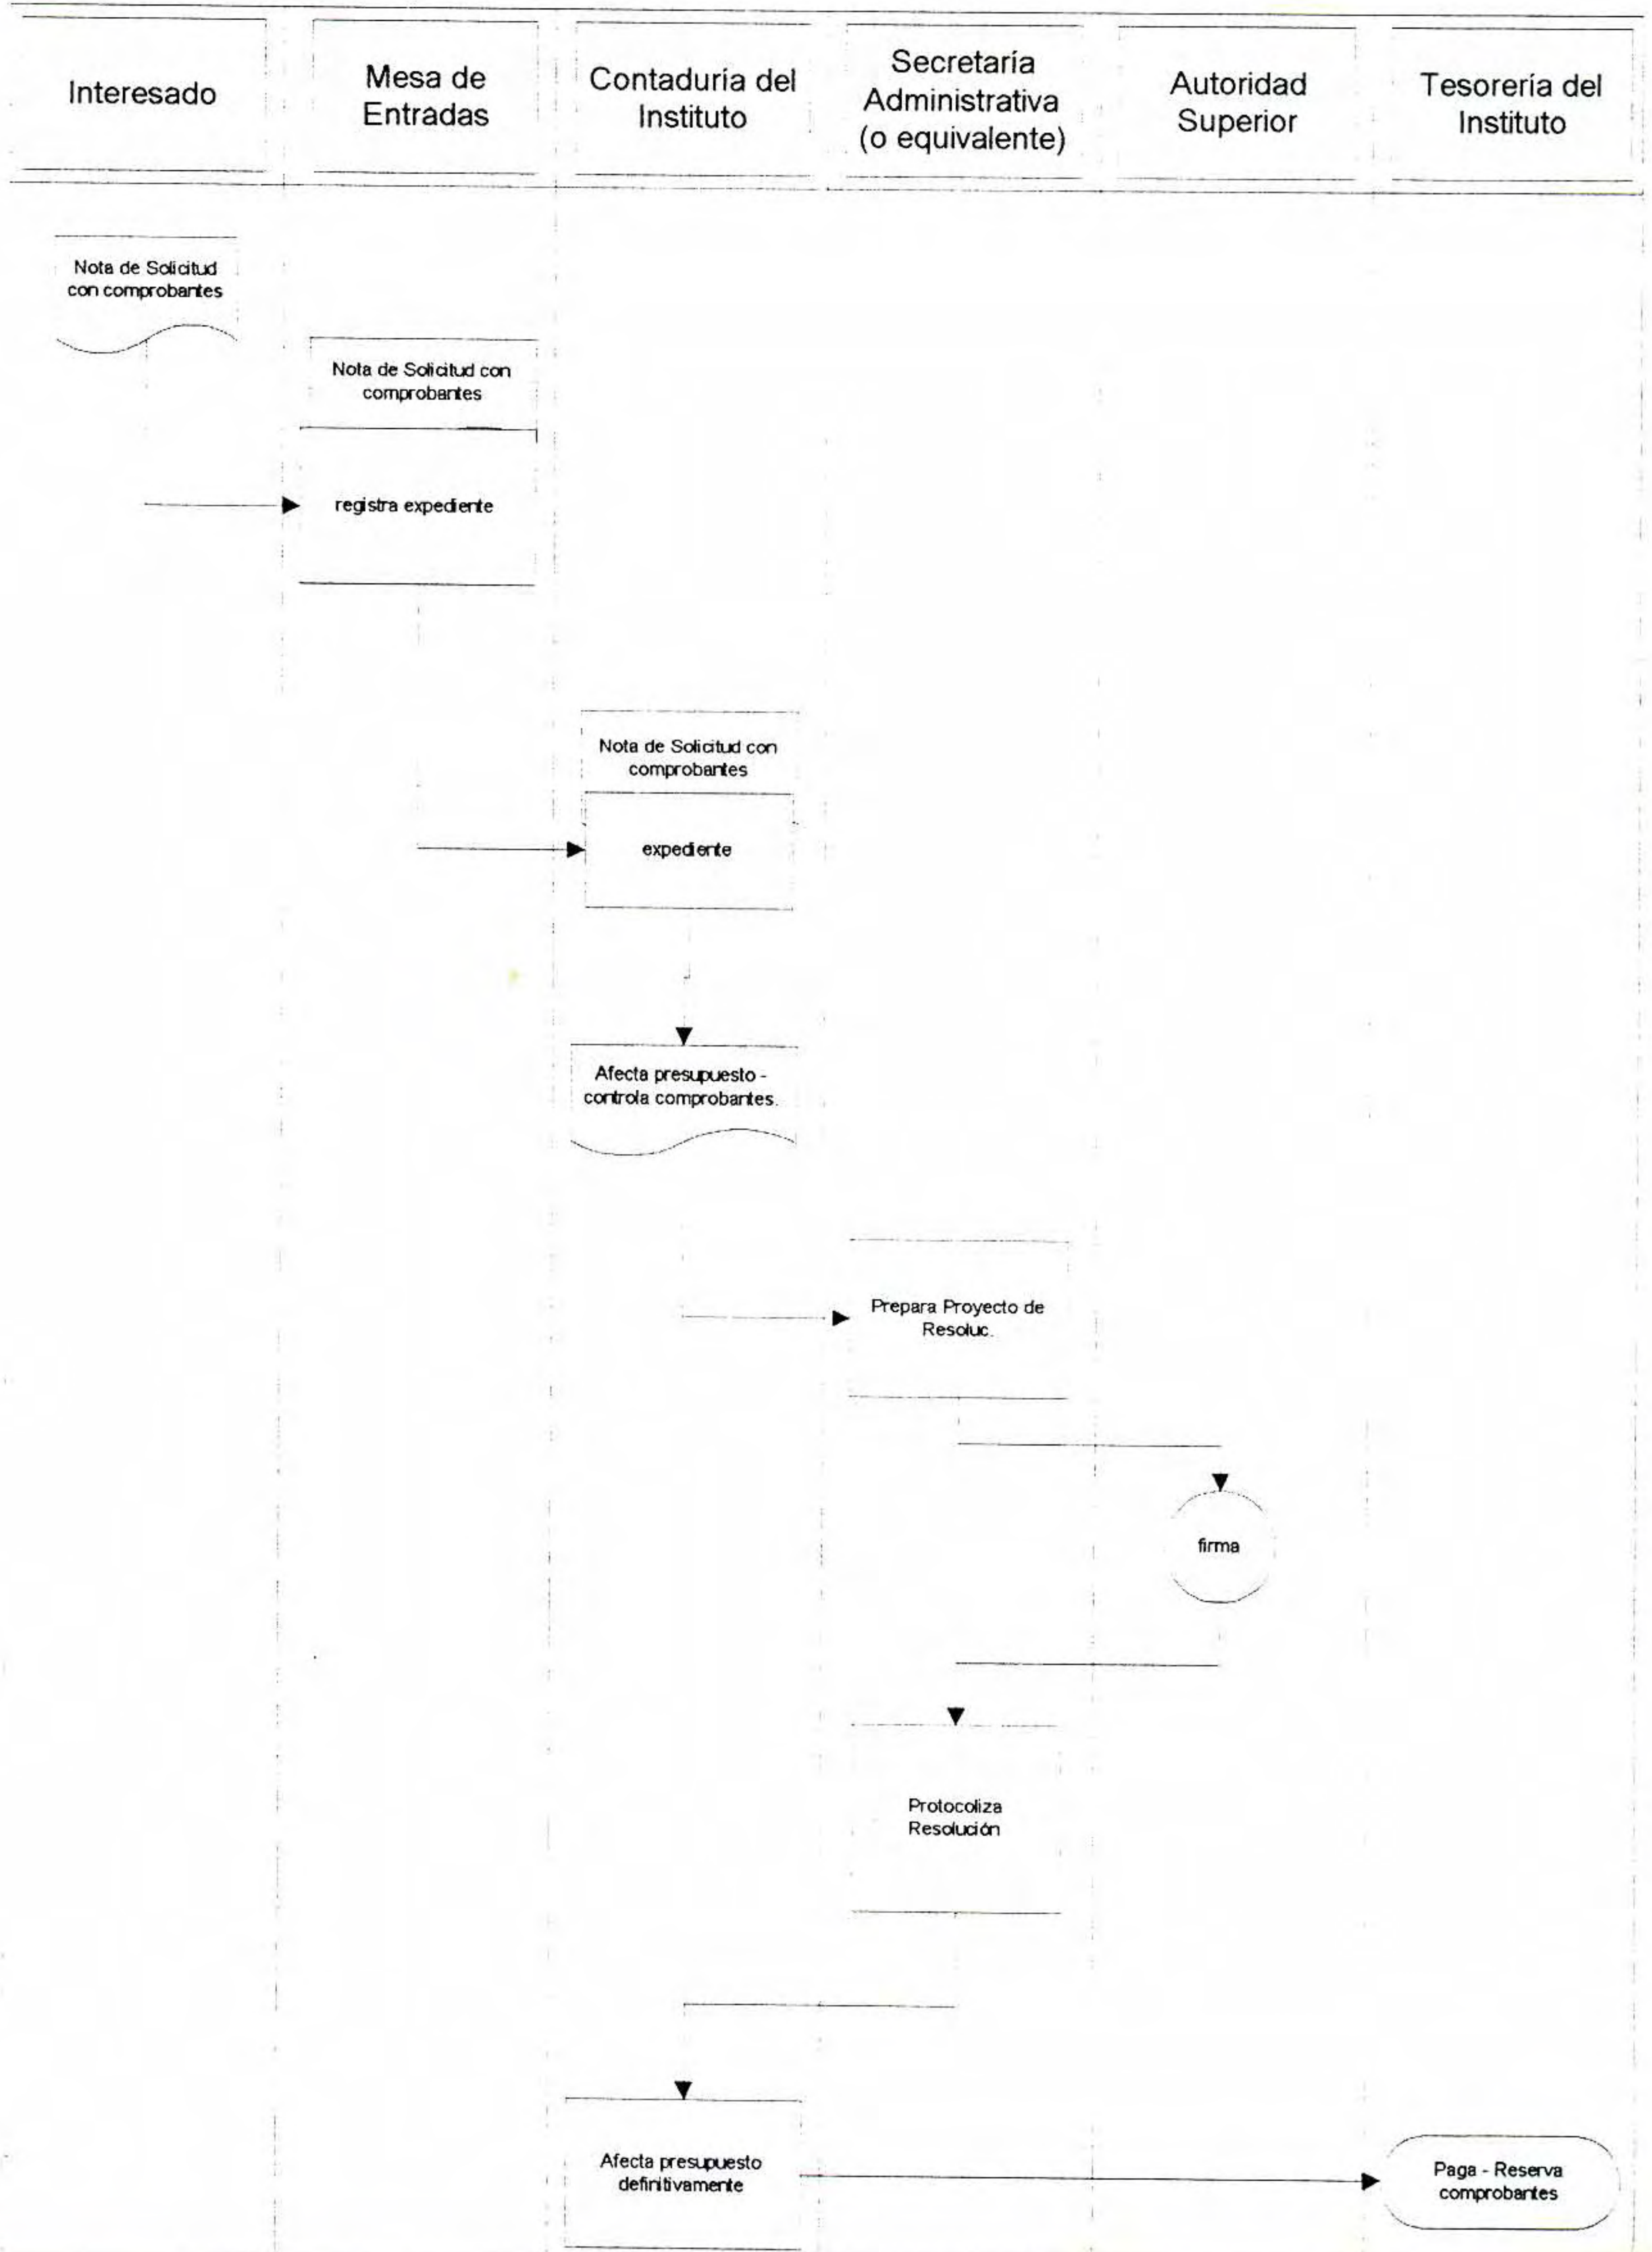 Interesado
Mesa de
Entradas
Contaduría del
Instituto
Secretaría
Administrativa
(o equivalente)
Autoridad
Superior
Tesorería del
Instituto
Nota de Solicitud
con comprobantes
Nota de Solicitud con
comprobantes
registra expediente
Nota de Solicitud con
comprobantes
expediente
Afecta presupuesto -
controla comprobantes.
Prepara Proyecto de
Resoluc.
firma
Protocoliza
Resolución
Afecta presupuesto
definitivamente
Paga - Reserva
comprobantes